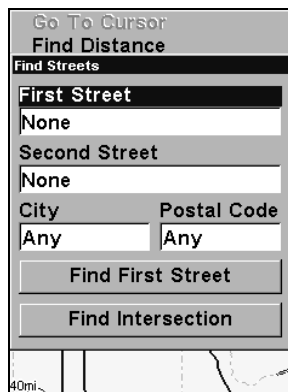 Go To Cursor
Find Distance
Find Streets
First Street
None
Second Street
None
City Postal Code
Any Any
Find First Street
Find Intersection
40mi